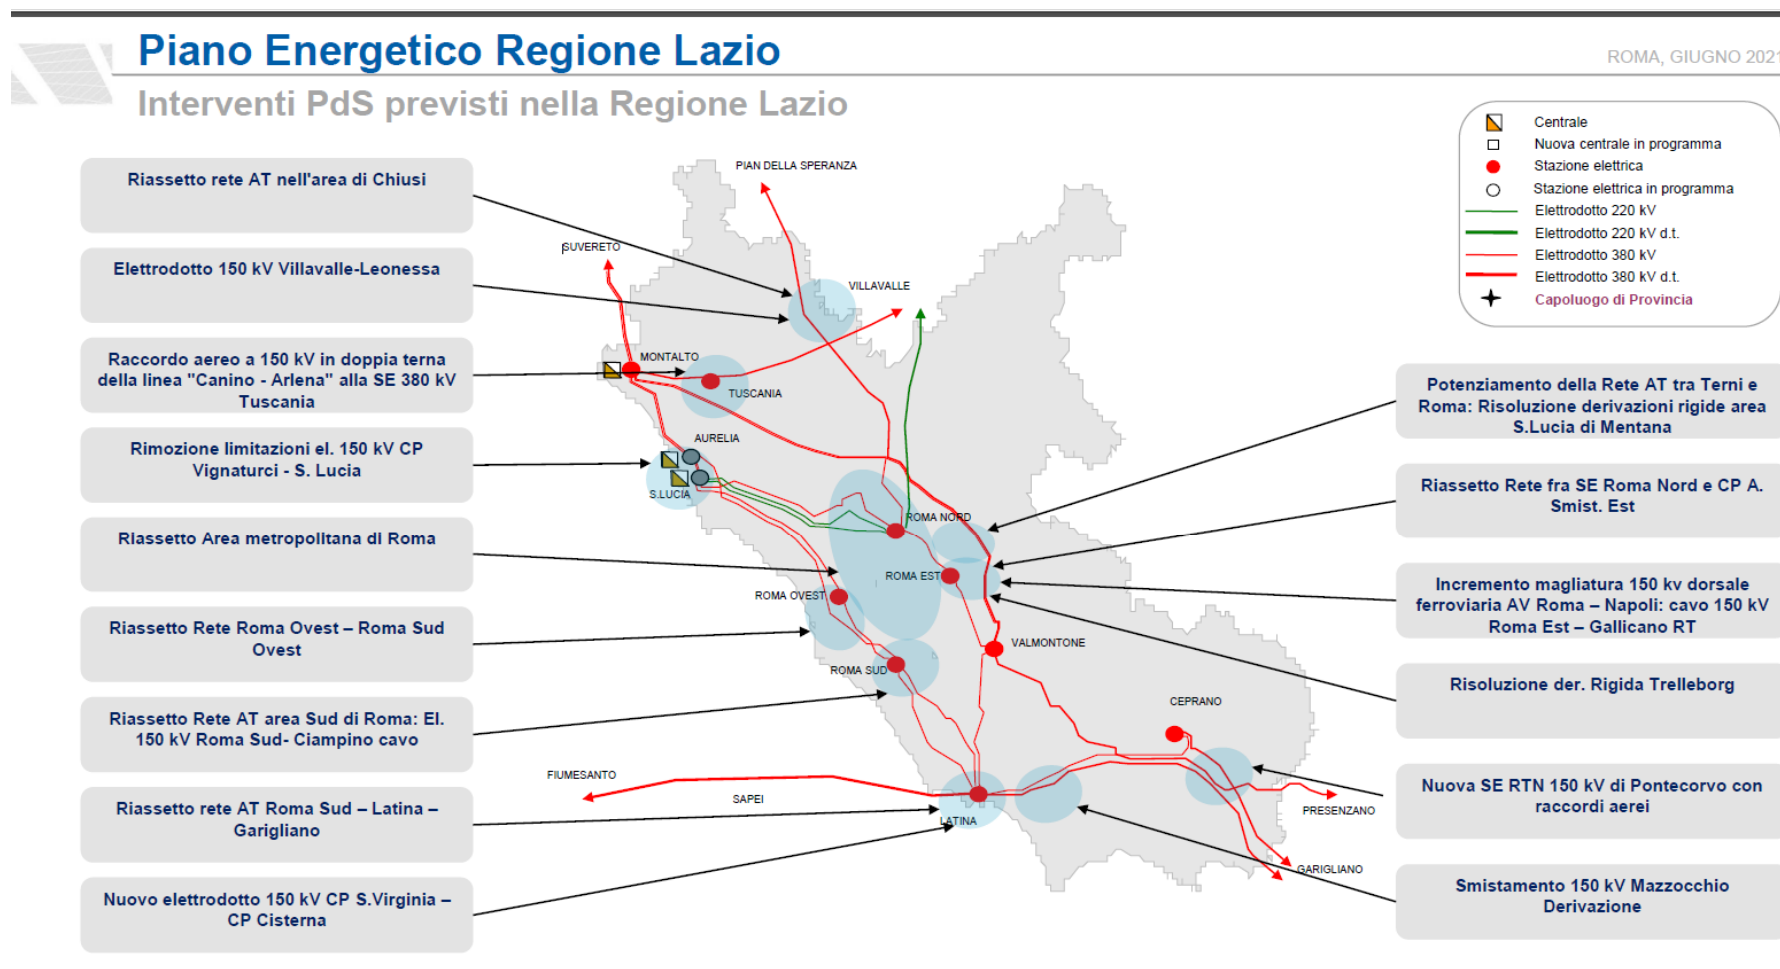 Piano Energetico Regione Lazio
ROMA, GIUGNO 2021
Interventi PdS previsti nella Regione Lazio
Centrale
Nuova centrale in programma
Stazione elettrica
Stazione elettrica in programma
Elettrodotto 220 kV
Elettrodotto 220 kV d.t.
Elettrodotto 380 kV
Elettrodotto 380 kV d.t.
Capoluogo di Provincia
Riassetto rete AT nell'area di Chiusi
Elettrodotto 150 kV Villavalle-Leonessa
Raccordo aereo a 150 kV in doppia terna
della linea "Canino - Arlena" alla SE 380 kV
Tuscania
Rimozione limitazioni el. 150 kV CP
Vignaturci - S. Lucia
Riassetto Area metropolitana di Roma
Riassetto Rete Roma Ovest – Roma Sud
Ovest
Riassetto Rete AT area Sud di Roma: El.
150 kV Roma Sud- Ciampino cavo
Riassetto rete AT Roma Sud – Latina –
Garigliano
Nuovo elettrodotto 150 kV CP S.Virginia –
CP Cisterna
PIAN DELLA SPERANZA
SUVERETO
VILLAVALLE
MONTALTO
TUSCANIA
AURELIA
S.LUCIA
ROMA NORD
ROMA EST
ROMA OVEST
VALMONTONE
ROMA SUD
CEPRANO
FIUMESANTO
SAPEI
LATINA
PRESENZANO
GARIGLIANO
Potenziamento della Rete AT tra Terni e
Roma: Risoluzione derivazioni rigide area
S.Lucia di Mentana
Riassetto Rete fra SE Roma Nord e CP A.
Smist. Est
Incremento magliatura 150 kv dorsale
ferroviaria AV Roma – Napoli: cavo 150 kV
Roma Est – Gallicano RT
Risoluzione der. Rigida Trelleborg
Nuova SE RTN 150 kV di Pontecorvo con
raccordi aerei
Smistamento 150 kV Mazzocchio
Derivazione